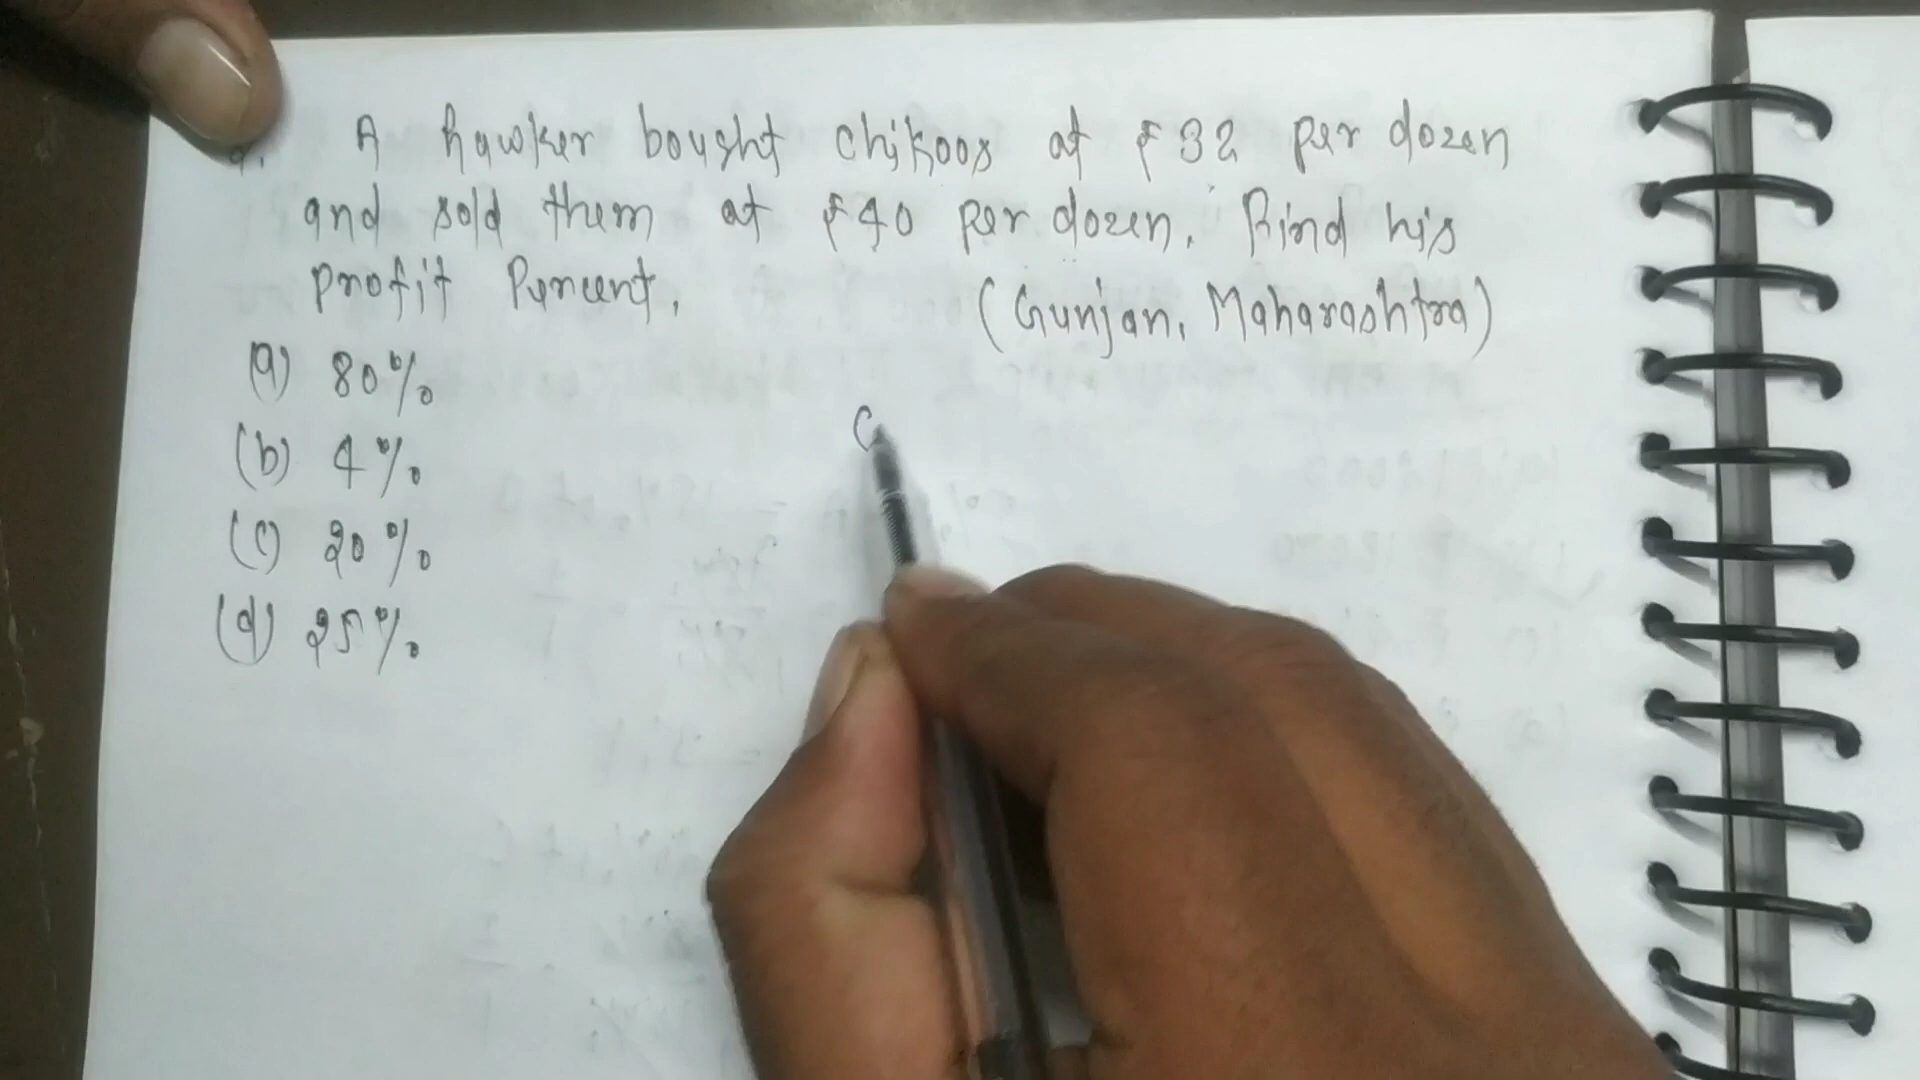 Q. A hawker bought chikoos at ₹32 per dozen
and sold them at ₹40 per dozen. Find his
profit Percent.
(Gunjan, Maharashtra)
(a) 80%
(b) 4%
(c) 20%
(d) 25%
C